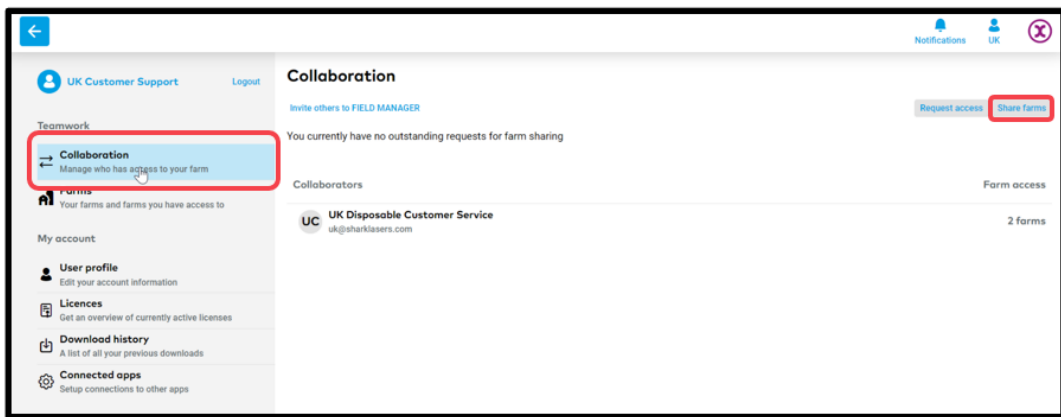 Notifications
UK
UK Customer Support
Logout
Teamwork
Collaboration
Manage who has access to your farm
Farms
Your farms and farms you have access to
My account
User profile
Edit your account information
Licences
Get an overview of currently active licenses
Download history
A list of all your previous downloads
Connected apps
Setup connections to other apps
Collaboration
Invite others to FIELD MANAGER
Request access
Share farms
You currently have no outstanding requests for farm sharing
Collaborators
Farm access
UC
UK Disposable Customer Service
uk@sharklasers.com
2 farms